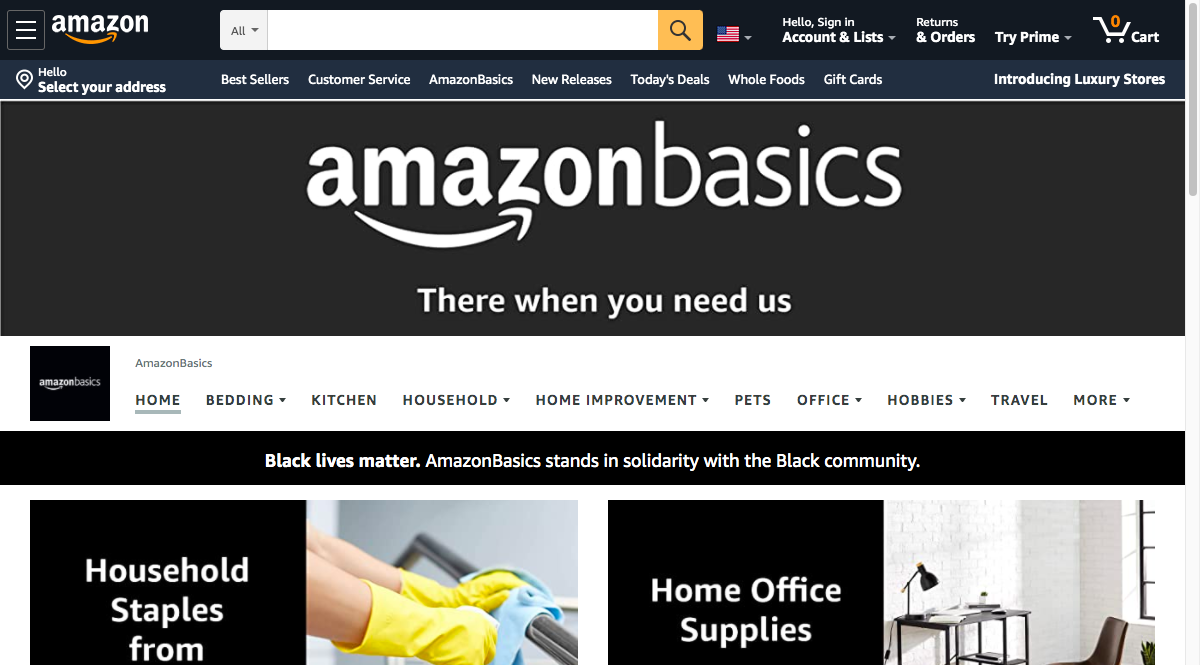 amazon
All
Hello, Sign in
Account & Lists
Returns
& Orders
Try Prime
0
Cart
Hello
Select your address
Best Sellers
Customer Service
AmazonBasics
New Releases
Today's Deals
Whole Foods
Gift Cards
Introducing Luxury Stores
amazonbasics
There when you need us
amazonbasics
AmazonBasics
HOME
BEDDING
KITCHEN
HOUSEHOLD
HOME IMPROVEMENT
PETS
OFFICE
HOBBIES
TRAVEL
MORE
Black lives matter. AmazonBasics stands in solidarity with the Black community.
Household
Staples
from
Home Office
Supplies